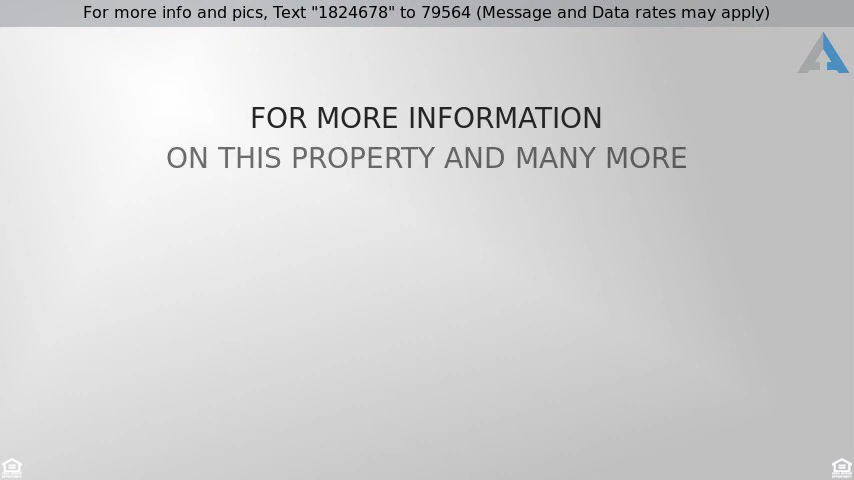 For more info and pics, Text "1824678" to 79564 (Message and Data rates may apply)
FOR MORE INFORMATION
ON THIS PROPERTY AND MANY MORE